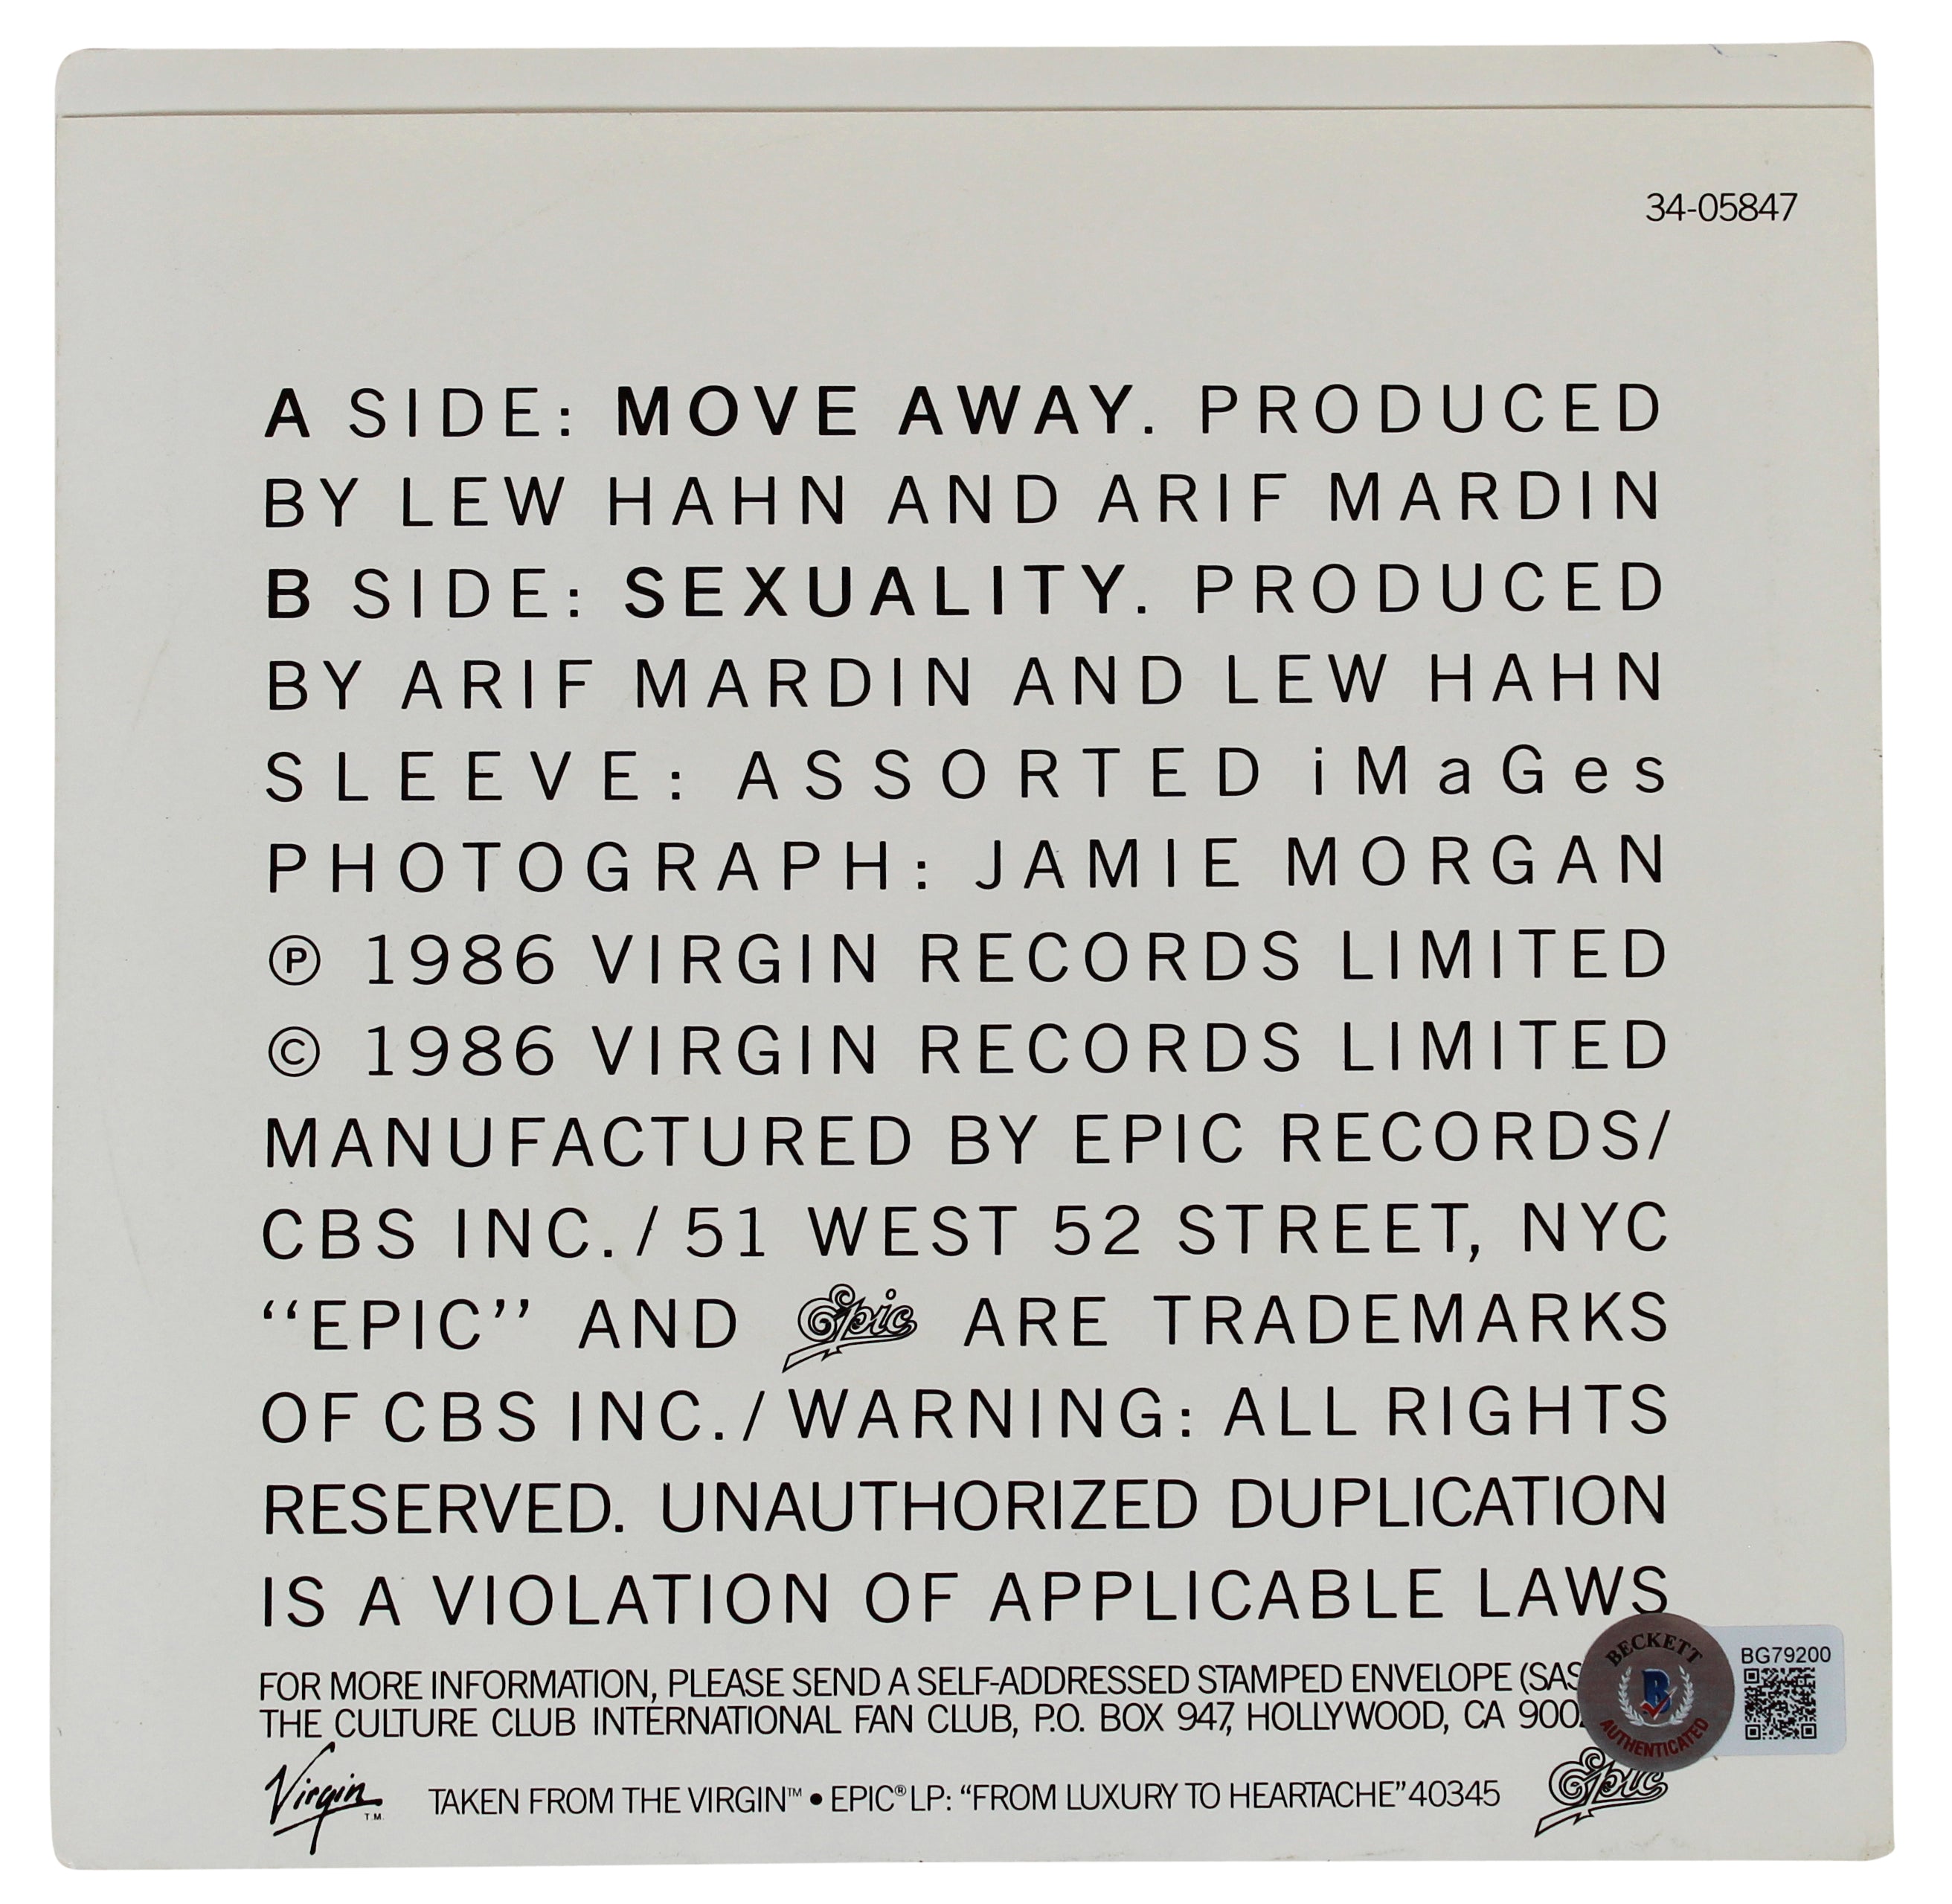 34-05847
A SIDE: MOVE AWAY. PRODUCED
BY LEW HAHN AND ARIF MARDIN
B SIDE: SEXUALITY. PRODUCED
BY ARIF MARDIN AND LEW HAHN
SLEEVE: ASSORTED iMaGes
PHOTOGRAPH: JAMIE MORGAN
Ⓟ 1986 VIRGIN RECORDS LIMITED
© 1986 VIRGIN RECORDS LIMITED
MANUFACTURED BY EPIC RECORDS/
CBS INC. / 51 WEST 52 STREET, NYC
“EPIC” AND Epic ARE TRADEMARKS
OF CBS INC. / WARNING: ALL RIGHTS
RESERVED. UNAUTHORIZED DUPLICATION
IS A VIOLATION OF APPLICABLE LAWS
FOR MORE INFORMATION, PLEASE SEND A SELF-ADDRESSED STAMPED ENVELOPE
THE CULTURE CLUB INTERNATIONAL FAN CLUB, P.O. BOX 947, HOLLYWOOD, CA
BECKETT
B
AUTHENTICATED
BG79200
Virgin T.M.
TAKEN FROM THE VIRGIN™ • EPIC® LP: “FROM LUXURY TO HEARTACHE” 40345
Epic